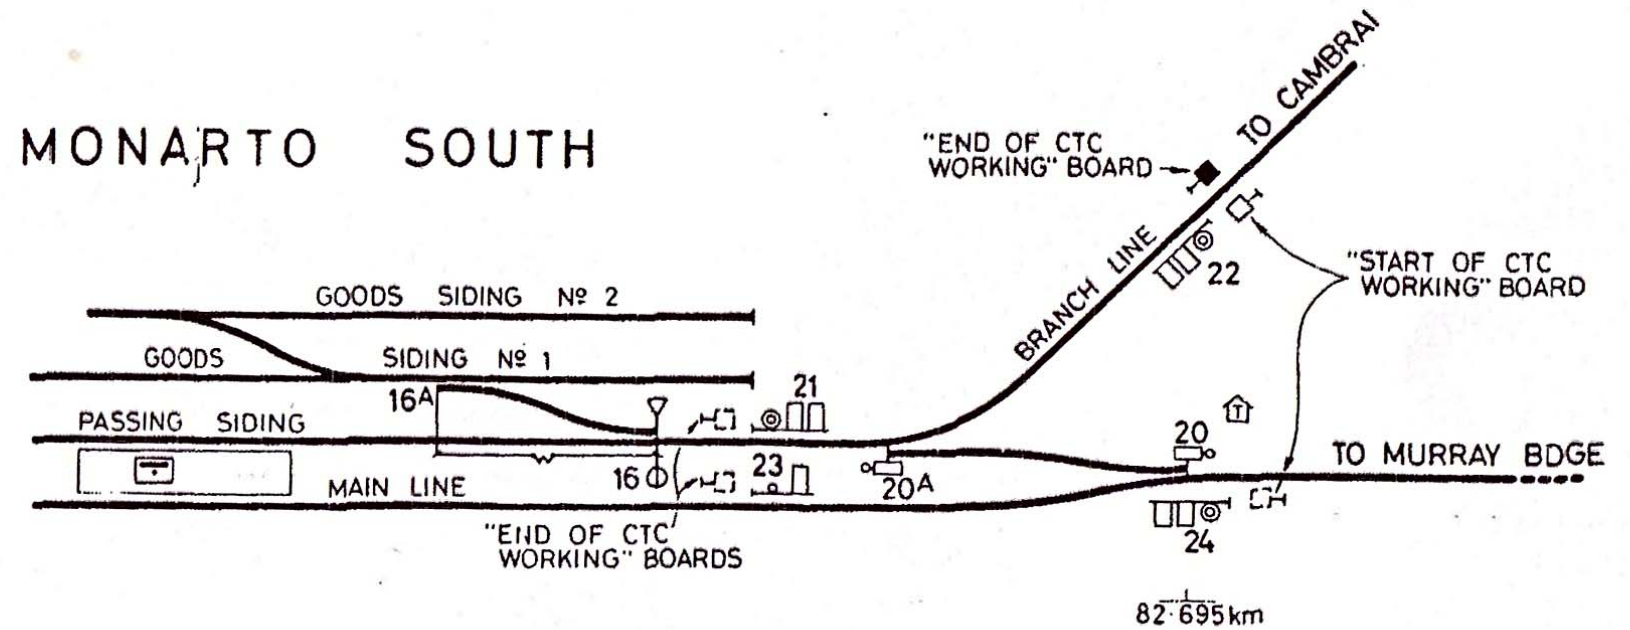 MONARTO SOUTH
"END OF CTC
WORKING" BOARD
TO CAMBRAI
BRANCH LINE
22
"START OF CTC
WORKING" BOARD
GOODS SIDING Nº 2
GOODS SIDING Nº 1
16A
21
PASSING SIDING
20
T
TO MURRAY BDGE
23
16
20A
MAIN LINE
24
"END OF CTC
WORKING" BOARDS
82·695km